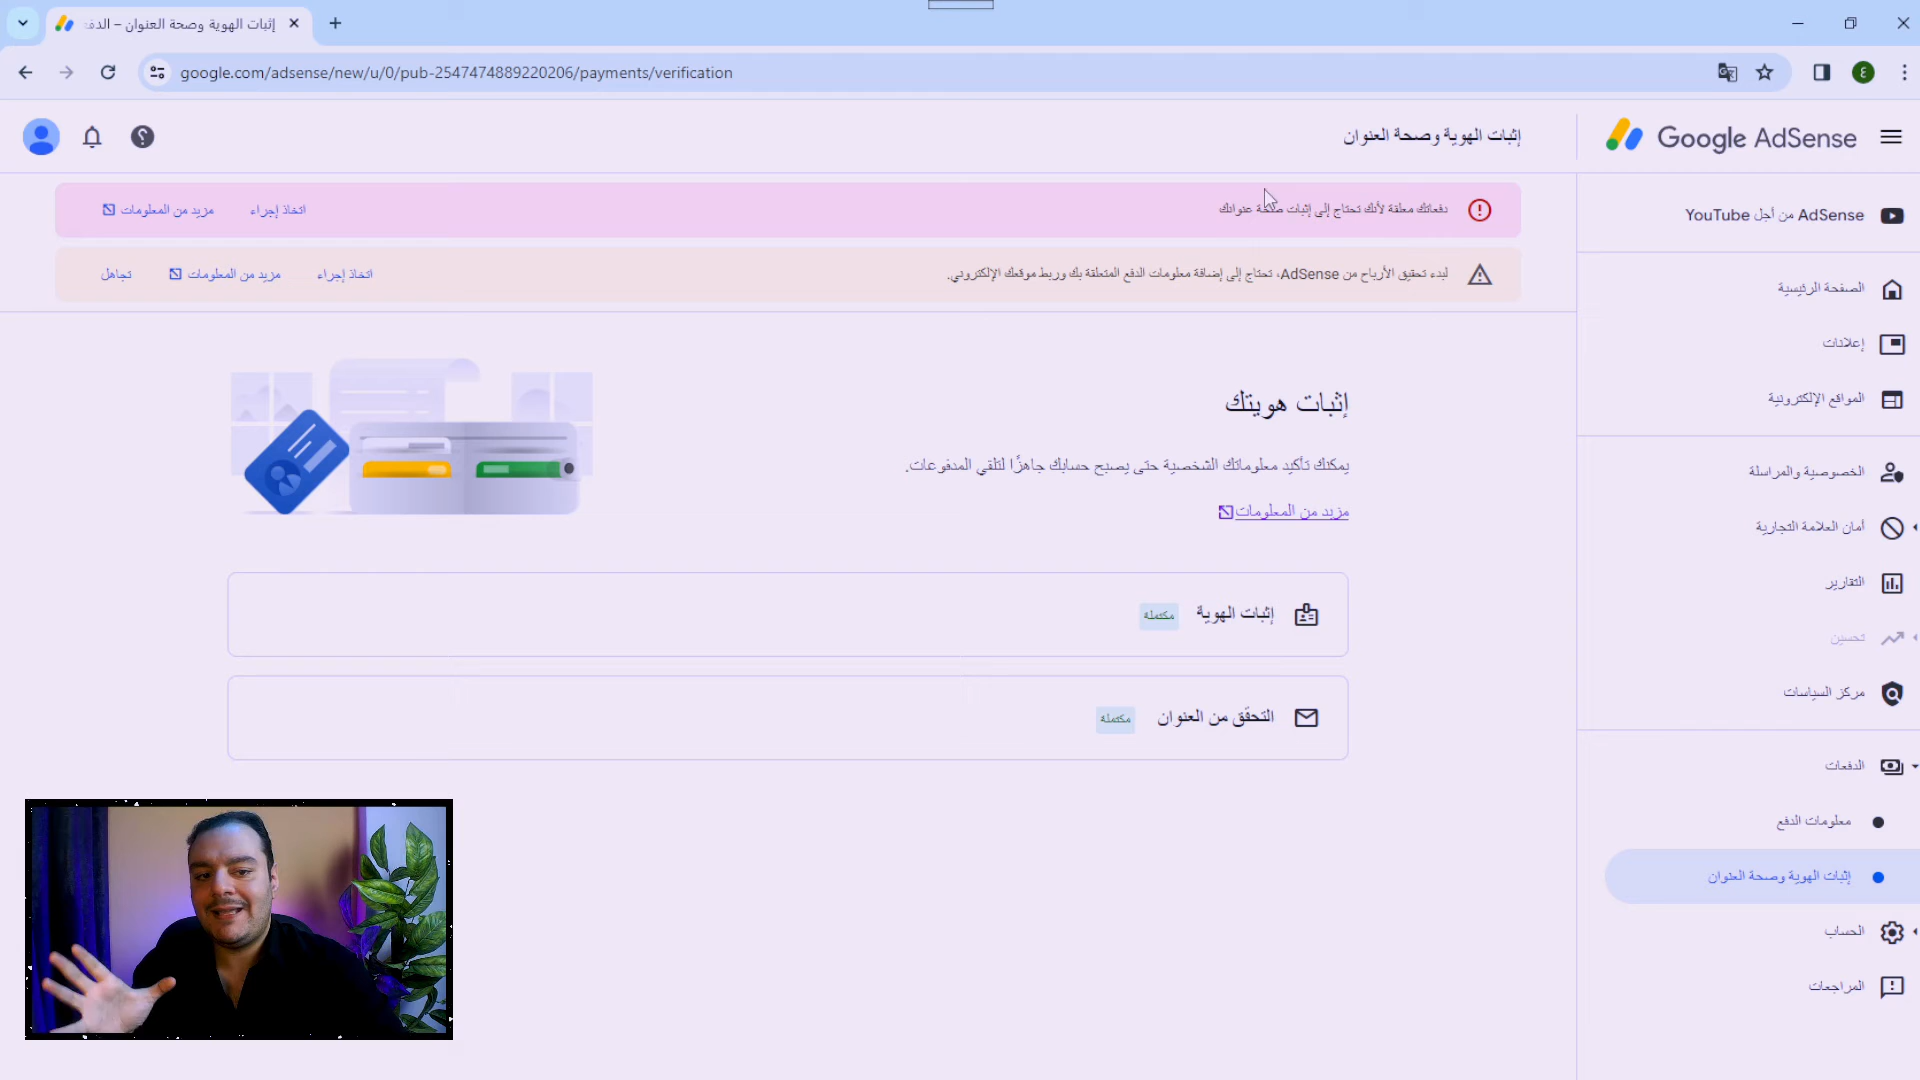 إثبات الهوية وصحة العنوان – الدفع
google.com/adsense/new/u/0/pub-2547474889220206/payments/verification
ع
Google AdSense
إثبات الهوية وصحة العنوان
دفعاتك معلقة لأنك تحتاج إلى إثبات صحة عنوانك
اتخاذ إجراء
مزيد من المعلومات
لبدء تحقيق الأرباح من AdSense، تحتاج إلى إضافة معلومات الدفع المتعلقة بك وربط موقعك الإلكتروني.
اتخاذ إجراء
مزيد من المعلومات
تجاهل
إثبات هويتك
يمكنك تأكيد معلوماتك الشخصية حتى يصبح حسابك جاهزًا لتلقي المدفوعات.
مزيد من المعلومات
إثبات الهوية
مكتملة
التحقّق من العنوان
مكتملة
AdSense من أجل YouTube
الصفحة الرئيسية
إعلانات
المواقع الإلكترونية
الخصوصية والمراسلة
أمان العلامة التجارية
التقارير
تحسين
مركز السياسات
الدفعات
معلومات الدفع
إثبات الهوية وصحة العنوان
الحساب
المراجعات